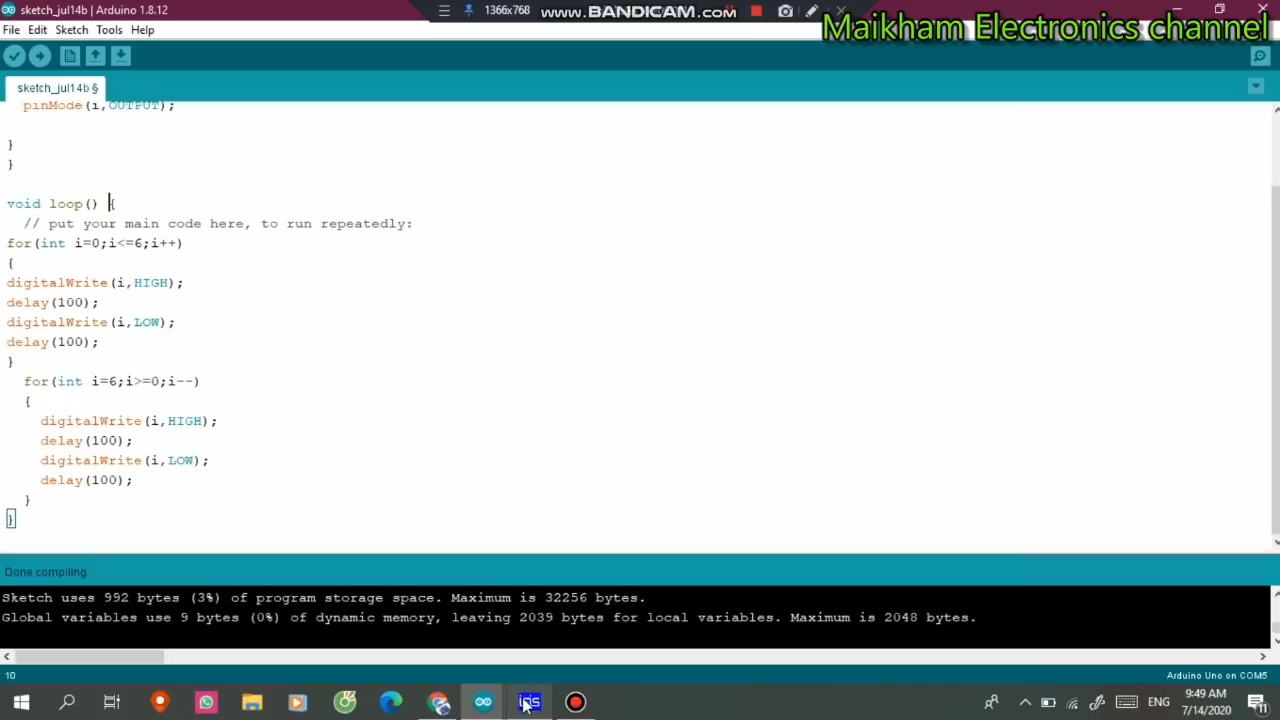 sketch_jul14b | Arduino 1.8.12
1366x768
www.BANDICAM.com
Maikham Electronics channel
File Edit Sketch Tools Help
sketch_jul14b §
pinMode(i,OUTPUT);
}
}
void loop() {
// put your main code here, to run repeatedly:
for(int i=0;i<=6;i++)
{
digitalWrite(i,HIGH);
delay(100);
digitalWrite(i,LOW);
delay(100);
}
for(int i=6;i>=0;i--)
{
digitalWrite(i,HIGH);
delay(100);
digitalWrite(i,LOW);
delay(100);
}
}
Done compiling.
Sketch uses 992 bytes (3%) of program storage space. Maximum is 32256 bytes.
Global variables use 9 bytes (0%) of dynamic memory, leaving 2039 bytes for local variables. Maximum is 2048 bytes.
10
Arduino Uno on COM5
isis
ENG
9:49 AM
7/14/2020
11